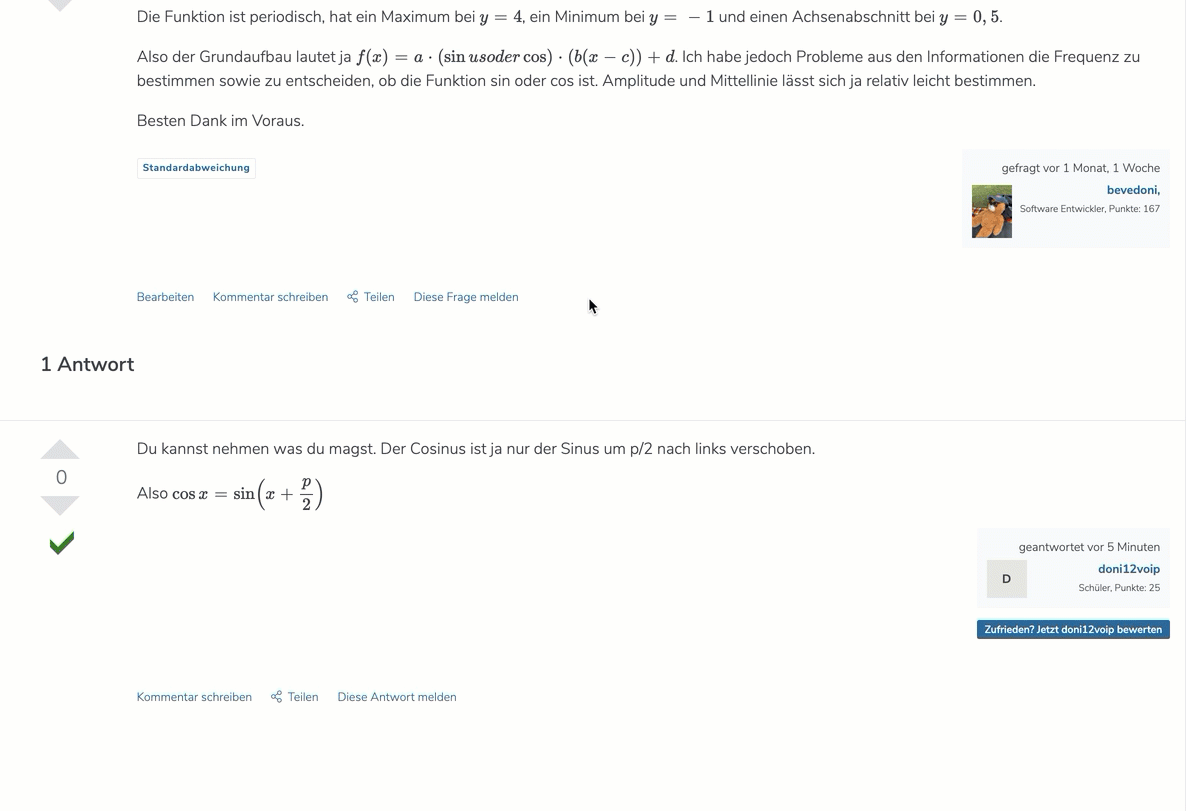 Die Funktion ist periodisch, hat ein Maximum bei y = 4, ein Minimum bei y = − 1 und einen Achsenabschnitt bei y = 0, 5.
Also der Grundaufbau lautet ja f(x) = a · (sin usoder cos) · (b(x − c)) + d. Ich habe jedoch Probleme aus den Informationen die Frequenz zu
bestimmen sowie zu entscheiden, ob die Funktion sin oder cos ist. Amplitude und Mittellinie lässt sich ja relativ leicht bestimmen.
Besten Dank im Voraus.
Standardabweichung
gefragt vor 1 Monat, 1 Woche
bevedoni,
Software Entwickler, Punkte: 167
Bearbeiten Kommentar schreiben Teilen Diese Frage melden
1 Antwort
Du kannst nehmen was du magst. Der Cosinus ist ja nur der Sinus um p/2 nach links verschoben.
0
Also cos x = sin(x + p/2)
geantwortet vor 5 Minuten
D
doni12voip
Schüler, Punkte: 25
Zufrieden? Jetzt doni12voip bewerten
Kommentar schreiben Teilen Diese Antwort melden